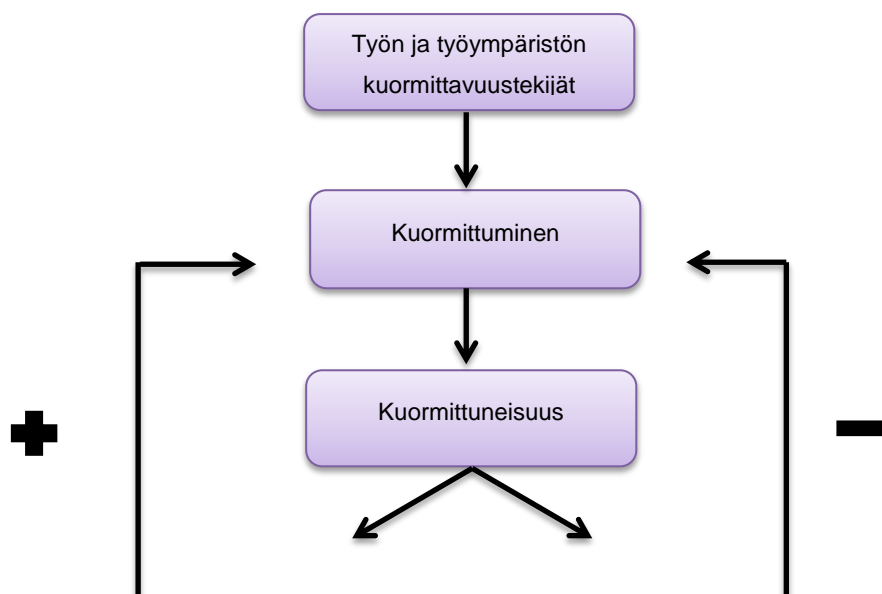 Työn ja työympäristön
kuormittavuustekijät
Kuormittuminen
Kuormittuneisuus
+
–